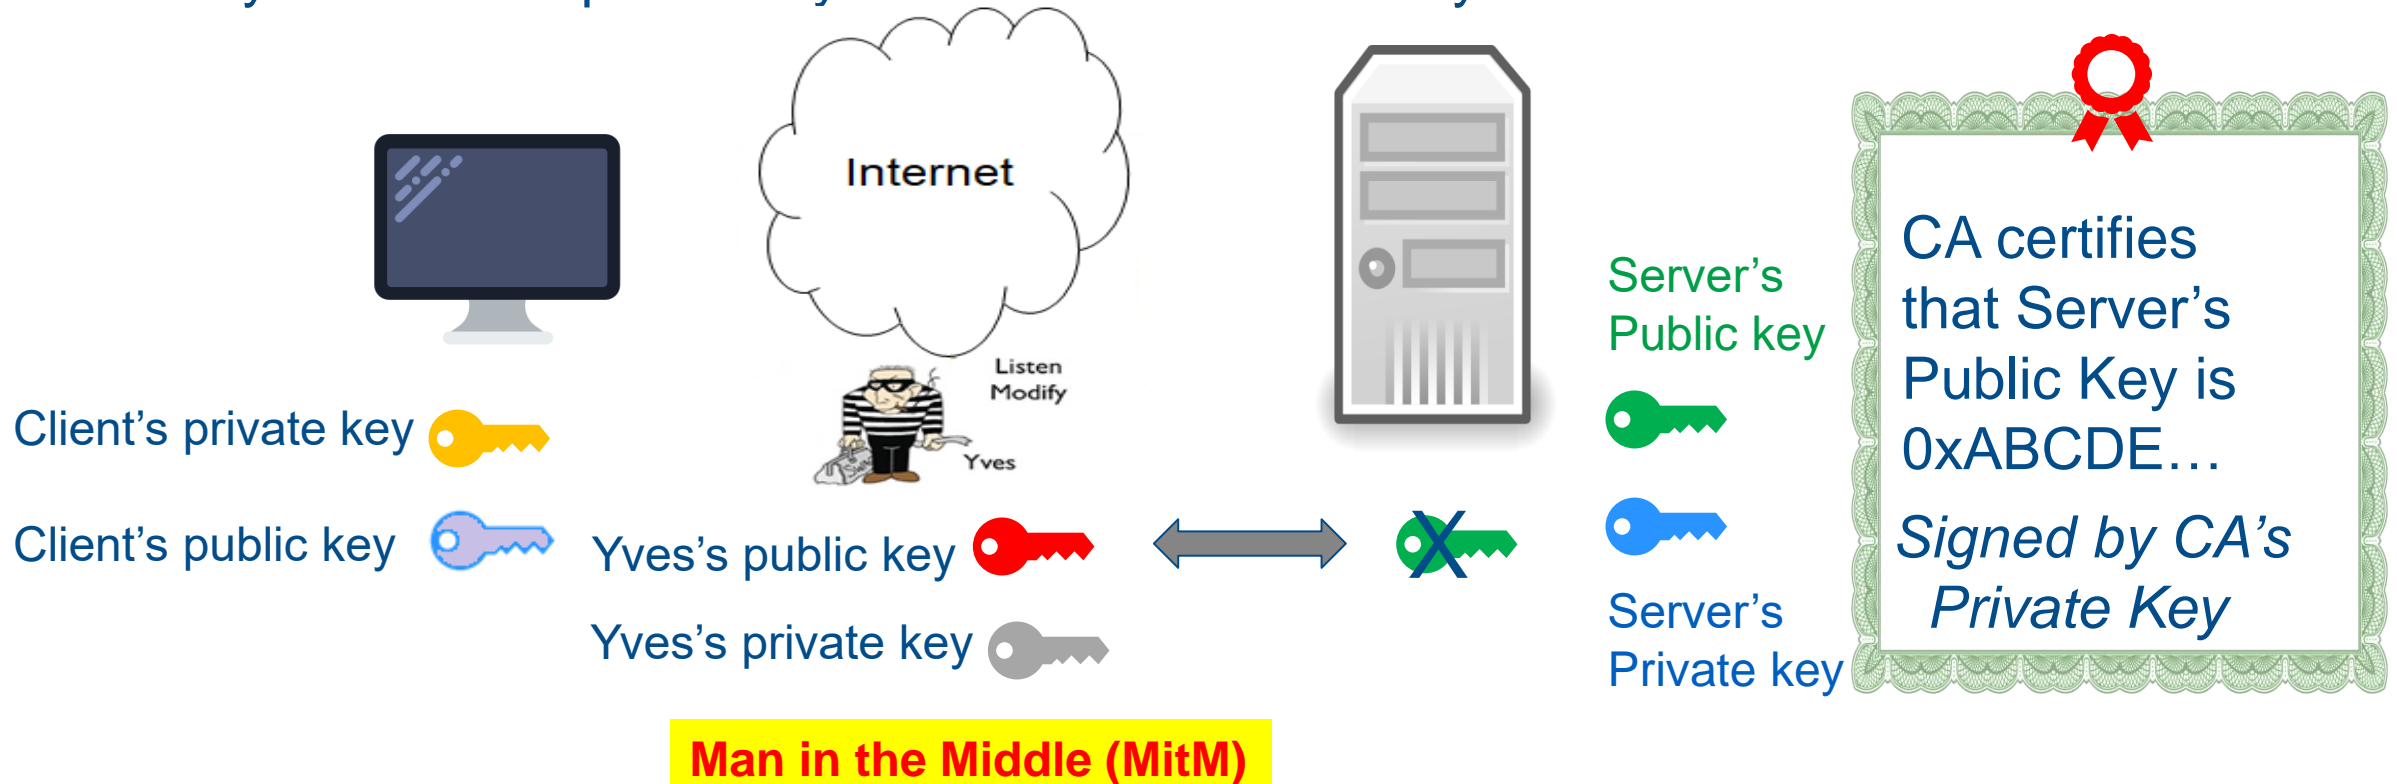 Internet
Listen
Modify
Yves
Client’s private key
Client’s public key
Yves’s public key
X
Yves’s private key
Server’s
Public key
Server’s
Private key
CA certifies
that Server’s
Public Key is
0xABCDE…
Signed by CA’s
Private Key
Man in the Middle (MitM)